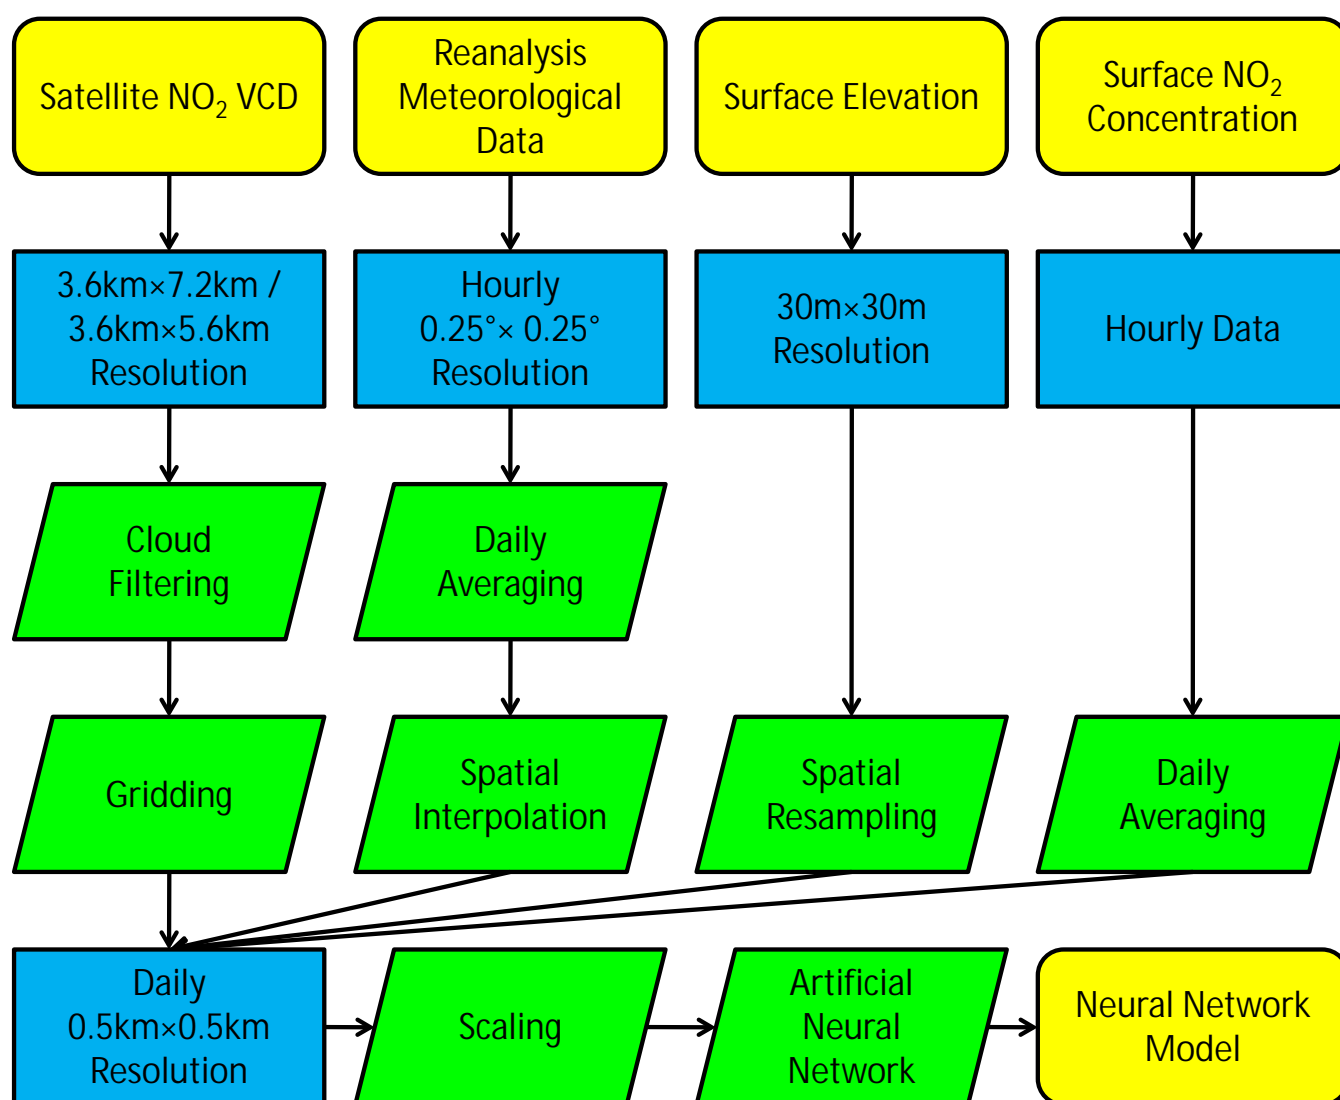 Satellite NO₂ VCD
Reanalysis
Meteorological
Data
Surface Elevation
Surface NO₂
Concentration
3.6km×7.2km /
3.6km×5.6km
Resolution
Hourly
0.25°× 0.25°
Resolution
30m×30m
Resolution
Hourly Data
Cloud
Filtering
Daily
Averaging
Gridding
Spatial
Interpolation
Spatial
Resampling
Daily
Averaging
Daily
0.5km×0.5km
Resolution
Scaling
Artificial
Neural
Network
Neural Network
Model